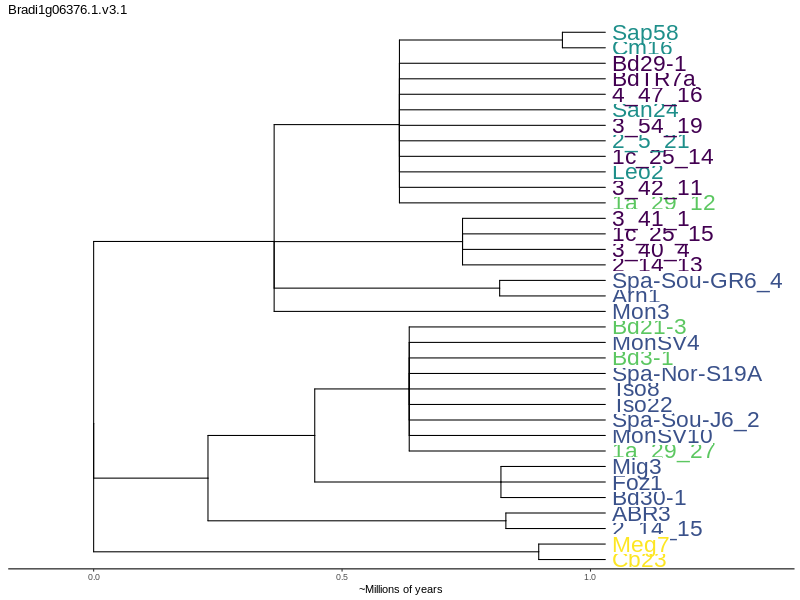 Bradi1g06376.1.v3.1
Sap58
Cm16
Bd29-1
BdTR7a
4_47_16
San24
3_54_19
2_5_21
1c_25_14
Leo2
3_42_11
1a_29_12
3_41_1
1c_25_15
3_40_4
2_14_13
Spa-Sou-GR6_4
Arn1
Mon3
Bd21-3
MonSV4
Bd3-1
Spa-Nor-S19A
Tso8
Tso22
Spa-Sou-J6_2
MonSV10
1a_29_27
Mig3
Foz1
Bd30-1
ABR3
2_14_15
Meg7
Cb23
0.0 0.5 1.0
~Millions of years